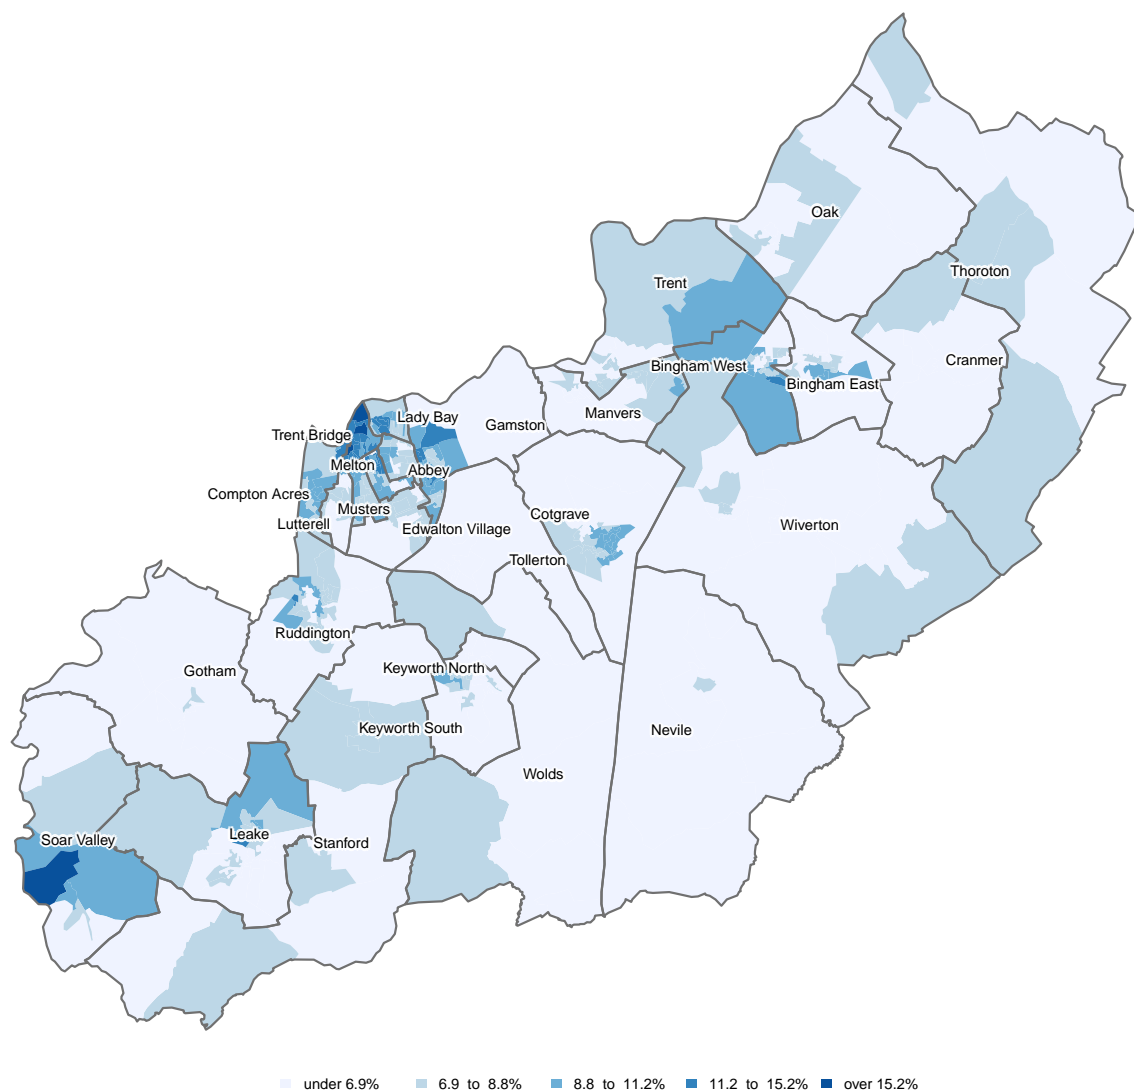 Oak
Thoroton
Trent
Cranmer
Bingham West
Bingham East
Manvers
Lady Bay
Gamston
Trent Bridge
Melton
Abbey
Compton Acres
Musters
Cotgrave
Lutterell
Edwalton Village
Wiverton
Tollerton
Ruddington
Gotham
Keyworth North
Keyworth South
Nevile
Wolds
Soar Valley
Leake
Stanford
under 6.9% 6.9 to 8.8% 8.8 to 11.2% 11.2 to 15.2% over 15.2%